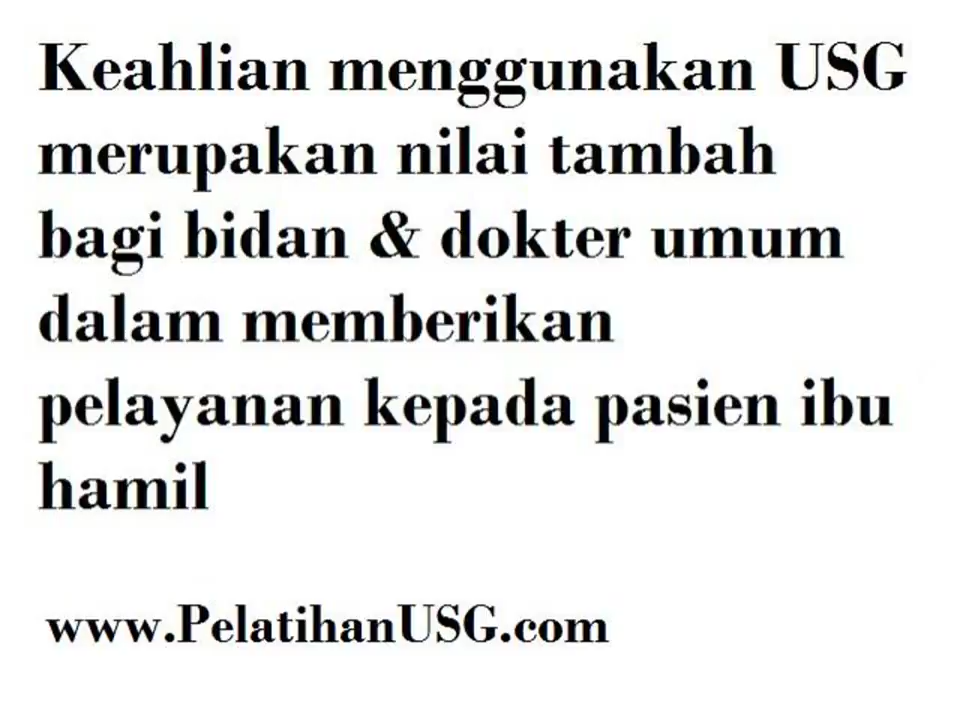 Keahlian menggunakan USG
merupakan nilai tambah
bagi bidan & dokter umum
dalam memberikan
pelayanan kepada pasien ibu
hamil
www.PelatihanUSG.com